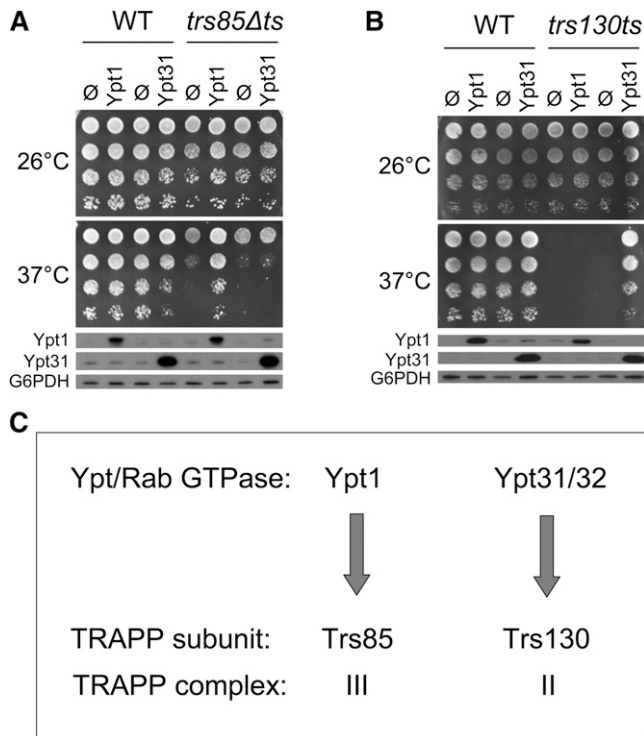 A
WT trs85Δts
Ø Ypt1 Ø Ypt31 Ø Ypt1 Ø Ypt31
26°C
37°C
Ypt1
Ypt31
G6PDH
B
WT trs130ts
Ø Ypt1 Ø Ypt31 Ø Ypt1 Ø Ypt31
26°C
37°C
Ypt1
Ypt31
G6PDH
C
Ypt/Rab GTPase: Ypt1 Ypt31/32
TRAPP subunit: Trs85 Trs130
TRAPP complex: III II